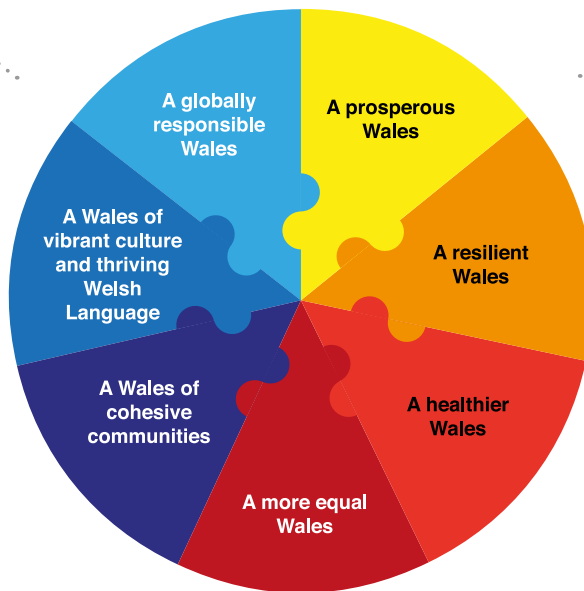 A prosperous
Wales
A resilient
Wales
A healthier
Wales
A more equal
Wales
A Wales of
cohesive
communities
A Wales of
vibrant culture
and thriving
Welsh
Language
A globally
responsible
Wales